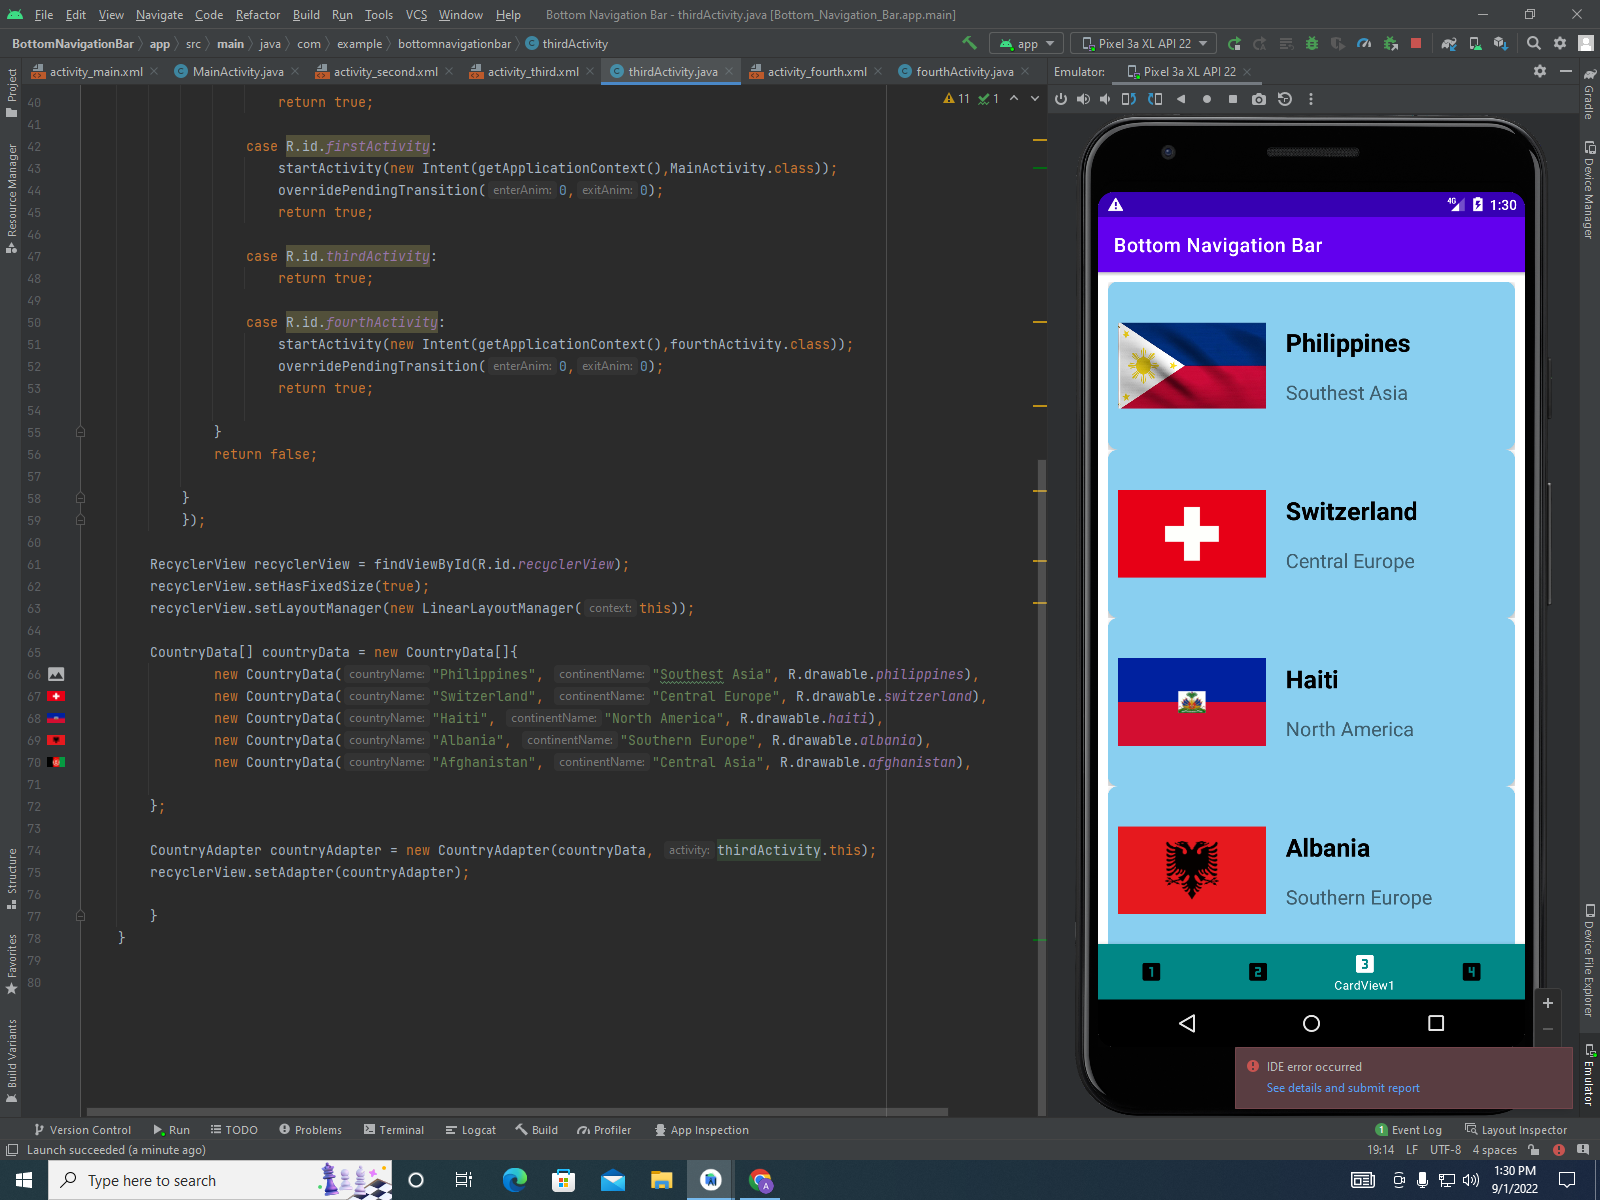 File Edit View Navigate Code Refactor Build Run Tools VCS Window Help Bottom Navigation Bar - thirdActivity.java [Bottom_Navigation_Bar.app.main]
BottomNavigationBar app src main java com example bottomnavigationbar thirdActivity app Pixel 3a XL API 22
activity_main.xml MainActivity.java activity_second.xml activity_third.xml thirdActivity.java activity_fourth.xml fourthActivity.java Emulator: Pixel 3a XL API 22
11 1
40 return true;
41
42 case R.id.firstActivity:
43 startActivity(new Intent(getApplicationContext(),MainActivity.class));
44 overridePendingTransition( enterAnim: 0, exitAnim: 0);
45 return true;
46
47 case R.id.thirdActivity:
48 return true;
49
50 case R.id.fourthActivity:
51 startActivity(new Intent(getApplicationContext(),fourthActivity.class));
52 overridePendingTransition( enterAnim: 0, exitAnim: 0);
53 return true;
54
55 }
56 return false;
57
58 }
59 });
60
61 RecyclerView recyclerView = findViewById(R.id.recyclerView);
62 recyclerView.setHasFixedSize(true);
63 recyclerView.setLayoutManager(new LinearLayoutManager( context: this));
64
65 CountryData[] countryData = new CountryData[]{
66 new CountryData( countryName: "Philippines", continentName: "Southest Asia", R.drawable.philippines),
67 new CountryData( countryName: "Switzerland", continentName: "Central Europe", R.drawable.switzerland),
68 new CountryData( countryName: "Haiti", continentName: "North America", R.drawable.haiti),
69 new CountryData( countryName: "Albania", continentName: "Southern Europe", R.drawable.albania),
70 new CountryData( countryName: "Afghanistan", continentName: "Central Asia", R.drawable.afghanistan),
71
72 };
73
74 CountryAdapter countryAdapter = new CountryAdapter(countryData, activity: thirdActivity.this);
75 recyclerView.setAdapter(countryAdapter);
76
77 }
78 }
79
80
Project
Resource Manager
Structure
Favorites
Build Variants
4G 1:30
Bottom Navigation Bar
Philippines
Southest Asia
Switzerland
Central Europe
Haiti
North America
Albania
Southern Europe
1 2 3 4
CardView1
IDE error occurred
See details and submit report
Gradle
Device Manager
Device File Explorer
Emulator
Version Control Run TODO Problems Terminal Logcat Build Profiler App Inspection 1 Event Log Layout Inspector
Launch succeeded (a minute ago) 19:14 LF UTF-8 4 spaces
Type here to search
A
1:30 PM
9/1/2022